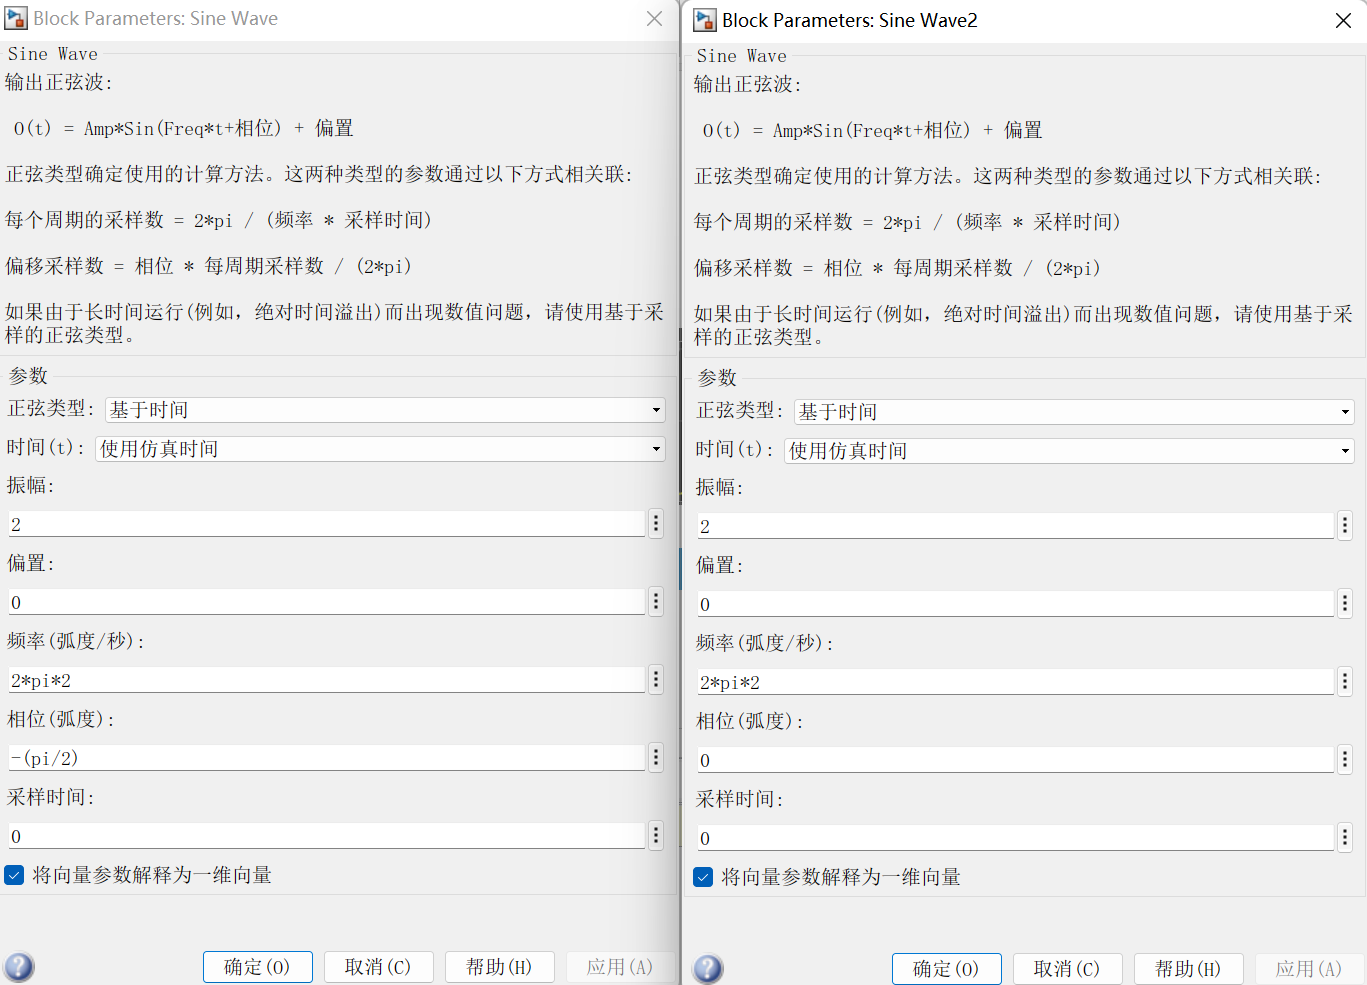 Block Parameters: Sine Wave
Sine Wave
输出正弦波:
O(t) = Amp*Sin(Freq*t+相位) + 偏置
正弦类型确定使用的计算方法。这两种类型的参数通过以下方式相关联:
每个周期的采样数 = 2*pi / (频率 * 采样时间)
偏移采样数 = 相位 * 每周期采样数 / (2*pi)
如果由于长时间运行(例如, 绝对时间溢出)而出现数值问题, 请使用基于采
样的正弦类型。
参数
正弦类型: 基于时间
时间(t): 使用仿真时间
振幅:
2
偏置:
0
频率(弧度/秒):
2*pi*2
相位(弧度):
-(pi/2)
采样时间:
0
将向量参数解释为一维向量
确定(O) 取消(C) 帮助(H) 应用(A)
Block Parameters: Sine Wave2
Sine Wave
输出正弦波:
O(t) = Amp*Sin(Freq*t+相位) + 偏置
正弦类型确定使用的计算方法。这两种类型的参数通过以下方式相关联:
每个周期的采样数 = 2*pi / (频率 * 采样时间)
偏移采样数 = 相位 * 每周期采样数 / (2*pi)
如果由于长时间运行(例如, 绝对时间溢出)而出现数值问题, 请使用基于采
样的正弦类型。
参数
正弦类型: 基于时间
时间(t): 使用仿真时间
振幅:
2
偏置:
0
频率(弧度/秒):
2*pi*2
相位(弧度):
0
采样时间:
0
将向量参数解释为一维向量
确定(O) 取消(C) 帮助(H) 应用(A)